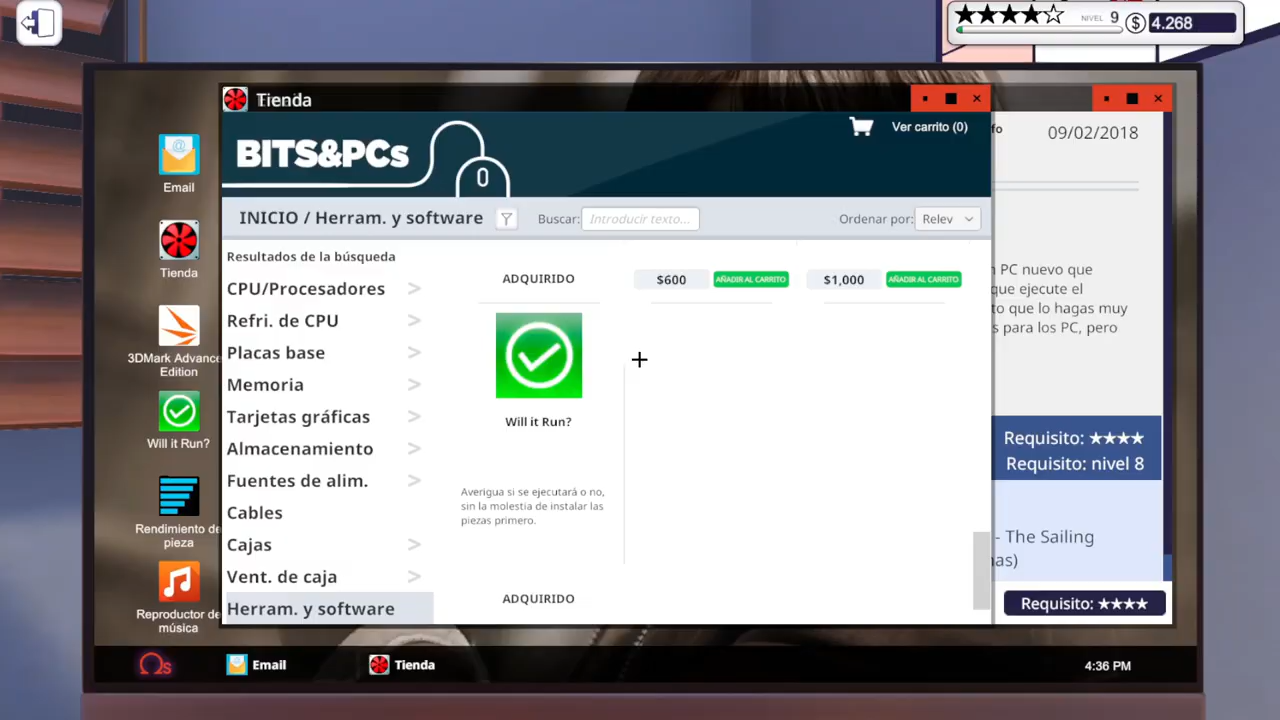 NIVEL 9
$ 4.268
Tienda
BITS&PCs
Ver carrito (0)
fo
09/02/2018
INICIO / Herram. y software
Buscar:
Introducir texto...
Ordenar por:
Relev
Resultados de la búsqueda
CPU/Procesadores >
Refri. de CPU >
Placas base >
Memoria >
Tarjetas gráficas >
Almacenamiento >
Fuentes de alim. >
Cables
Cajas >
Vent. de caja >
Herram. y software
ADQUIRIDO
$600
AÑADIR AL CARRITO
$1,000
AÑADIR AL CARRITO
Will it Run?
Averigua si se ejecutará o no,
sin la molestia de instalar las
piezas primero.
ADQUIRIDO
PC nuevo que
que ejecute el
to que lo hagas muy
s para los PC, pero
Requisito: ★★★★
Requisito: nivel 8
- The Sailing
as)
Requisito: ★★★★
Email
Tienda
3DMark Advance
Edition
Will it Run?
Rendimiento de
pieza
Reproductor de
música
Ωs
Email
Tienda
4:36 PM